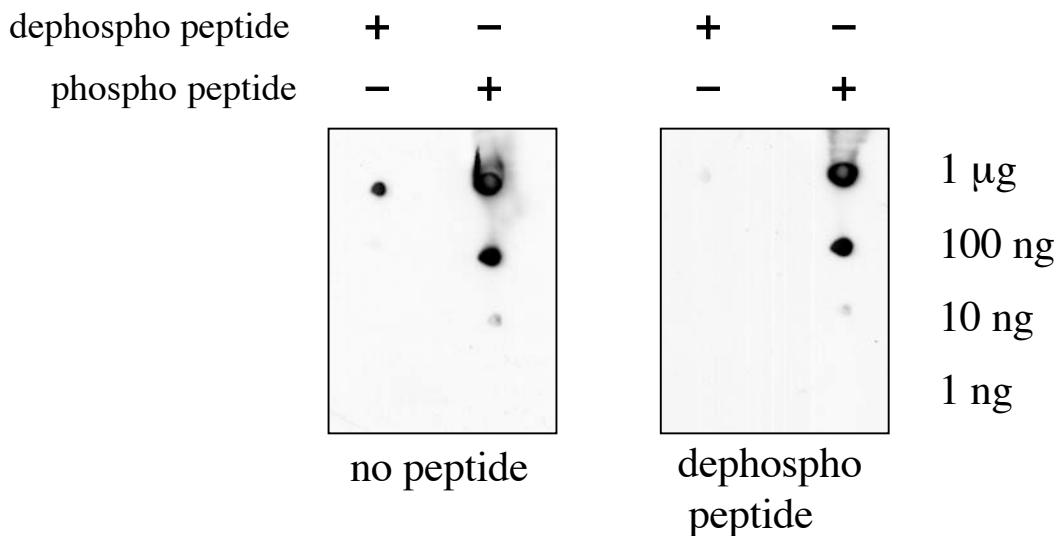 dephospho peptide + − + −
phospho peptide − + − +
1 μg
100 ng
10 ng
1 ng
no peptide
dephospho
peptide